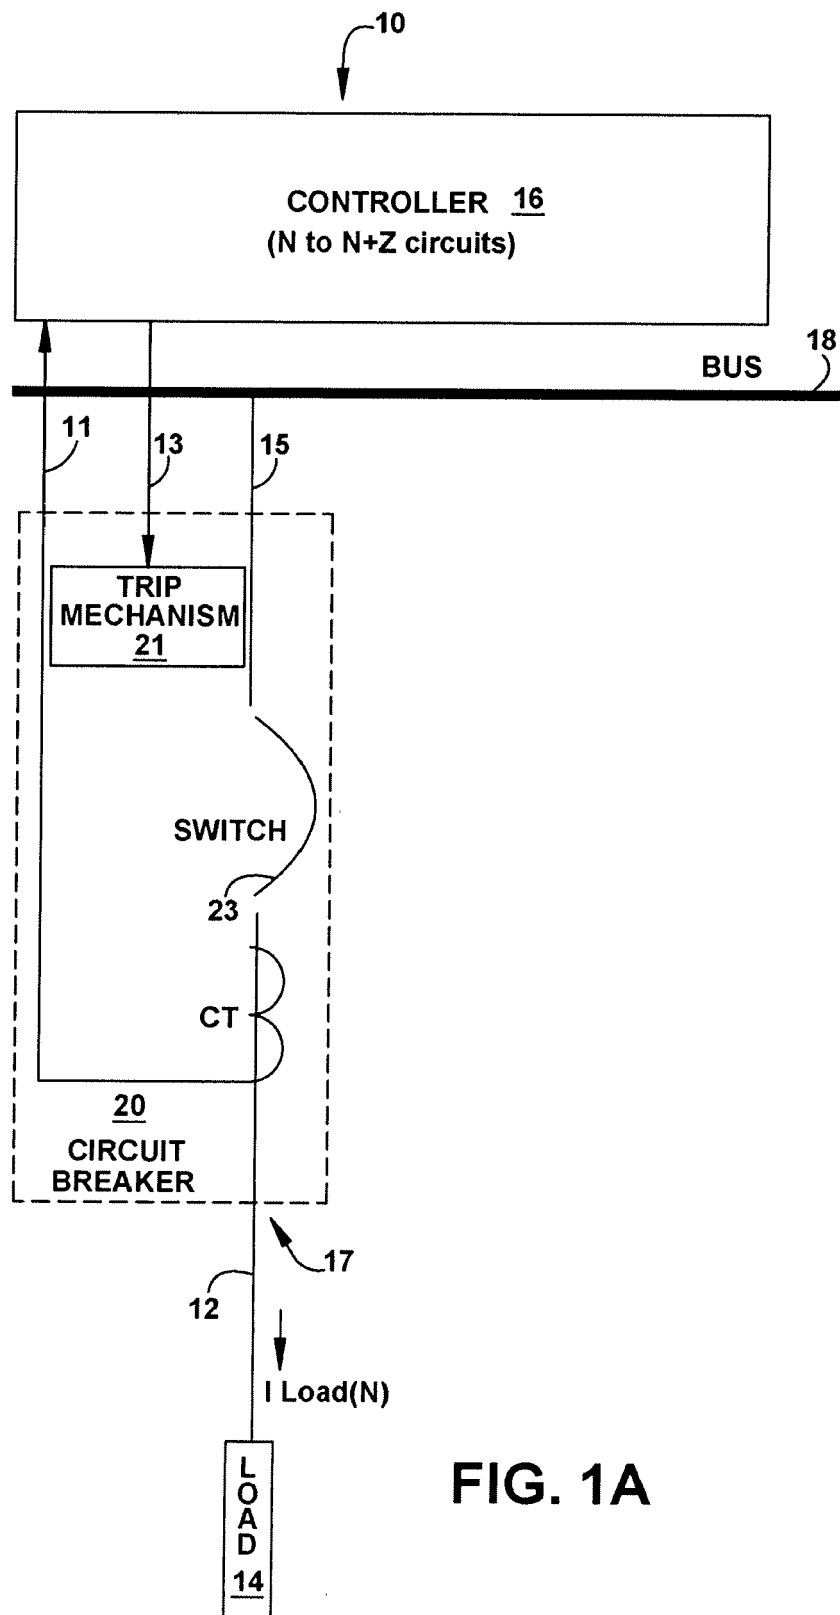 10
CONTROLLER 16
(N to N+Z circuits)
18
BUS
11
13
15
TRIP
MECHANISM
21
SWITCH
23
CT
20
CIRCUIT
BREAKER
17
12
I Load(N)
LOAD
14
FIG. 1A